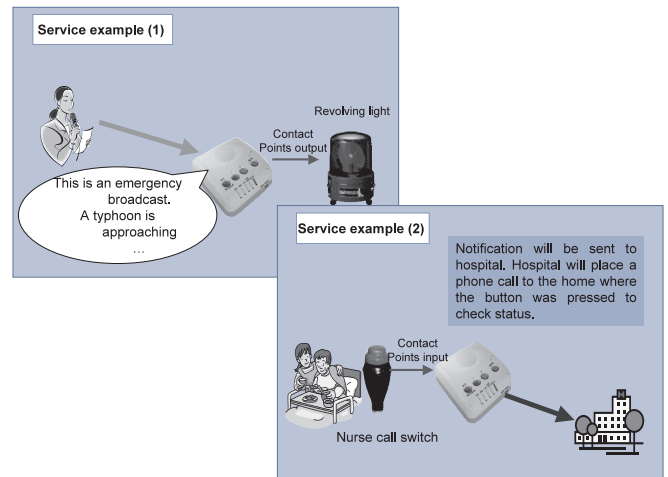 Service example (1)
Revolving light
Contact
Points output
This is an emergency
broadcast.
A typhoon is
approaching
...
Service example (2)
Notification will be sent to
hospital. Hospital will place a
phone call to the home where
the button was pressed to
check status.
Contact
Points input
Nurse call switch
H